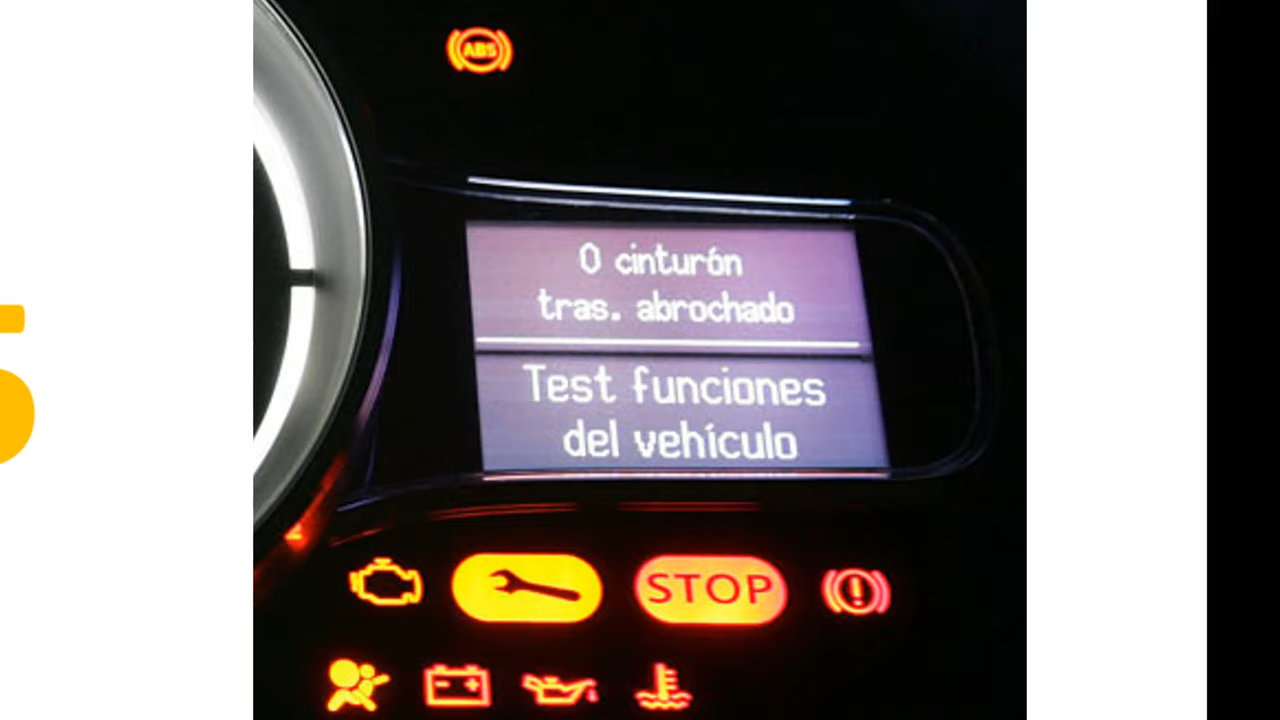 ABS
0 cinturón
tras. abrochado
Test funciones
del vehículo
STOP